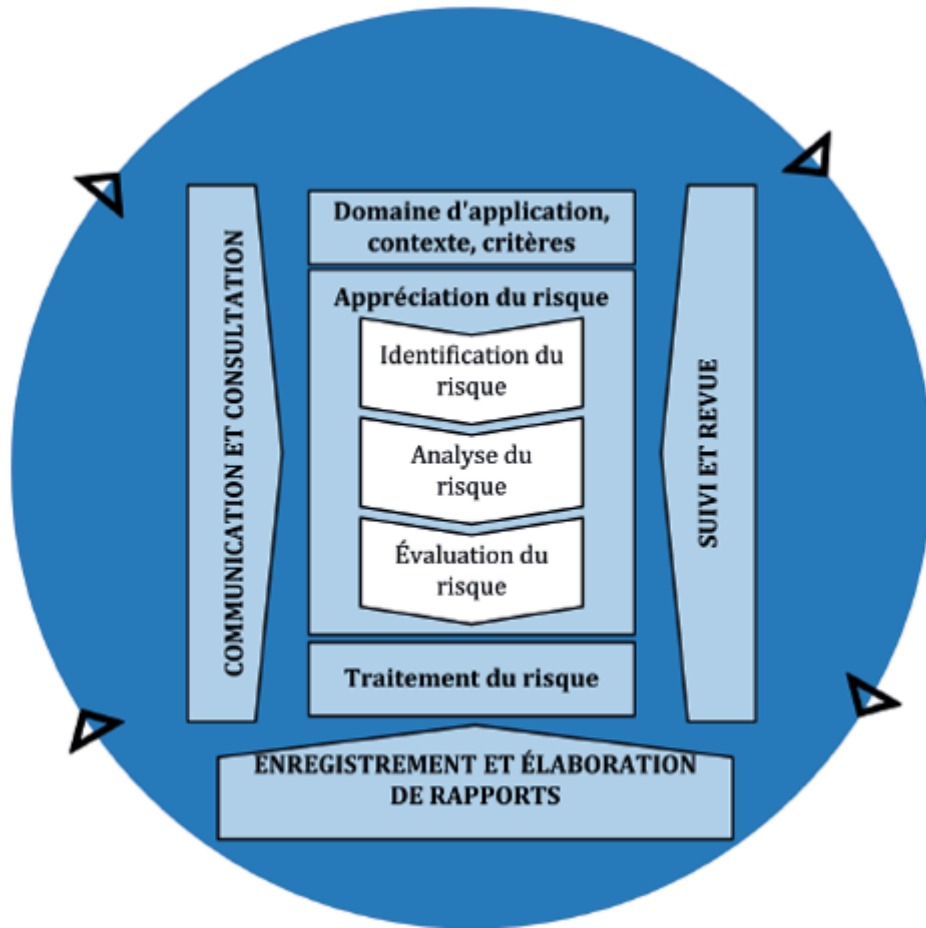 Domaine d'application,
contexte, critères
Appréciation du risque
Identification du
risque
Analyse du
risque
Évaluation du
risque
Traitement du risque
COMMUNICATION ET CONSULTATION
SUIVI ET REVUE
ENREGISTREMENT ET ÉLABORATION
DE RAPPORTS